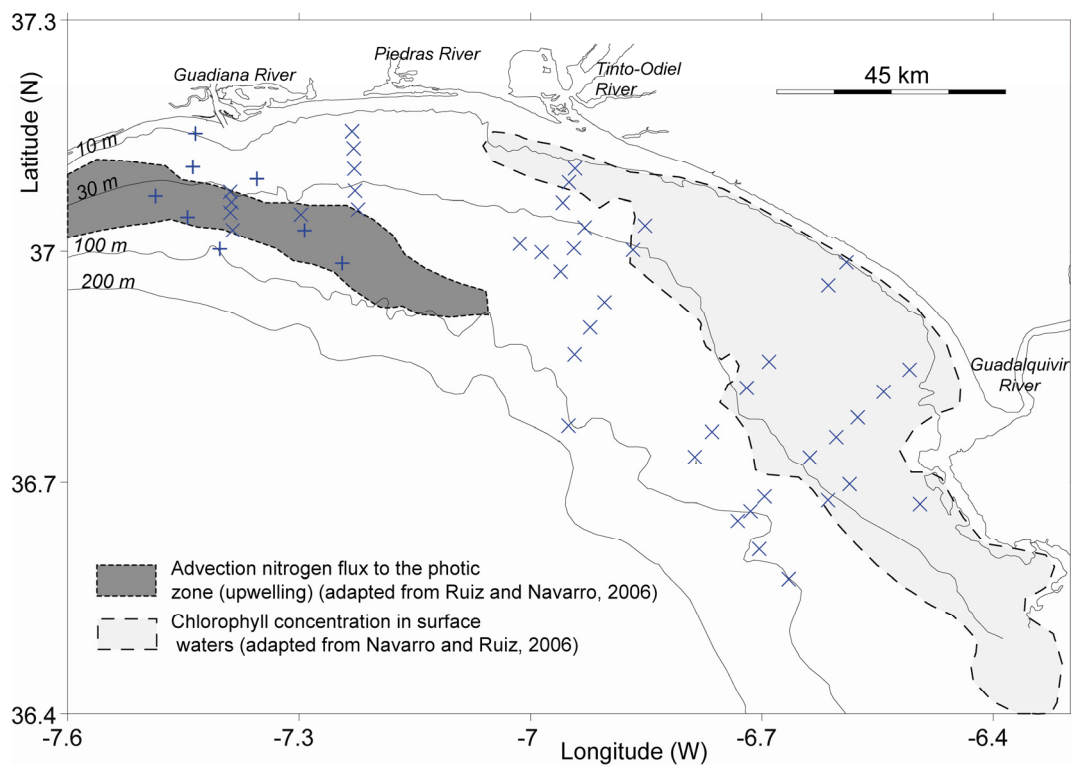 37.3
37
36.7
36.4
Latitude (N)
Guadiana River
Piedras River
Tinto-Odiel
River
45 km
10 m
30 m
100 m
200 m
Guadalquivir
River
Advection nitrogen flux to the photic
zone (upwelling) (adapted from Ruiz and Navarro, 2006)
Chlorophyll concentration in surface
waters (adapted from Navarro and Ruiz, 2006)
-7.6
-7.3
-7
-6.7
-6.4
Longitude (W)